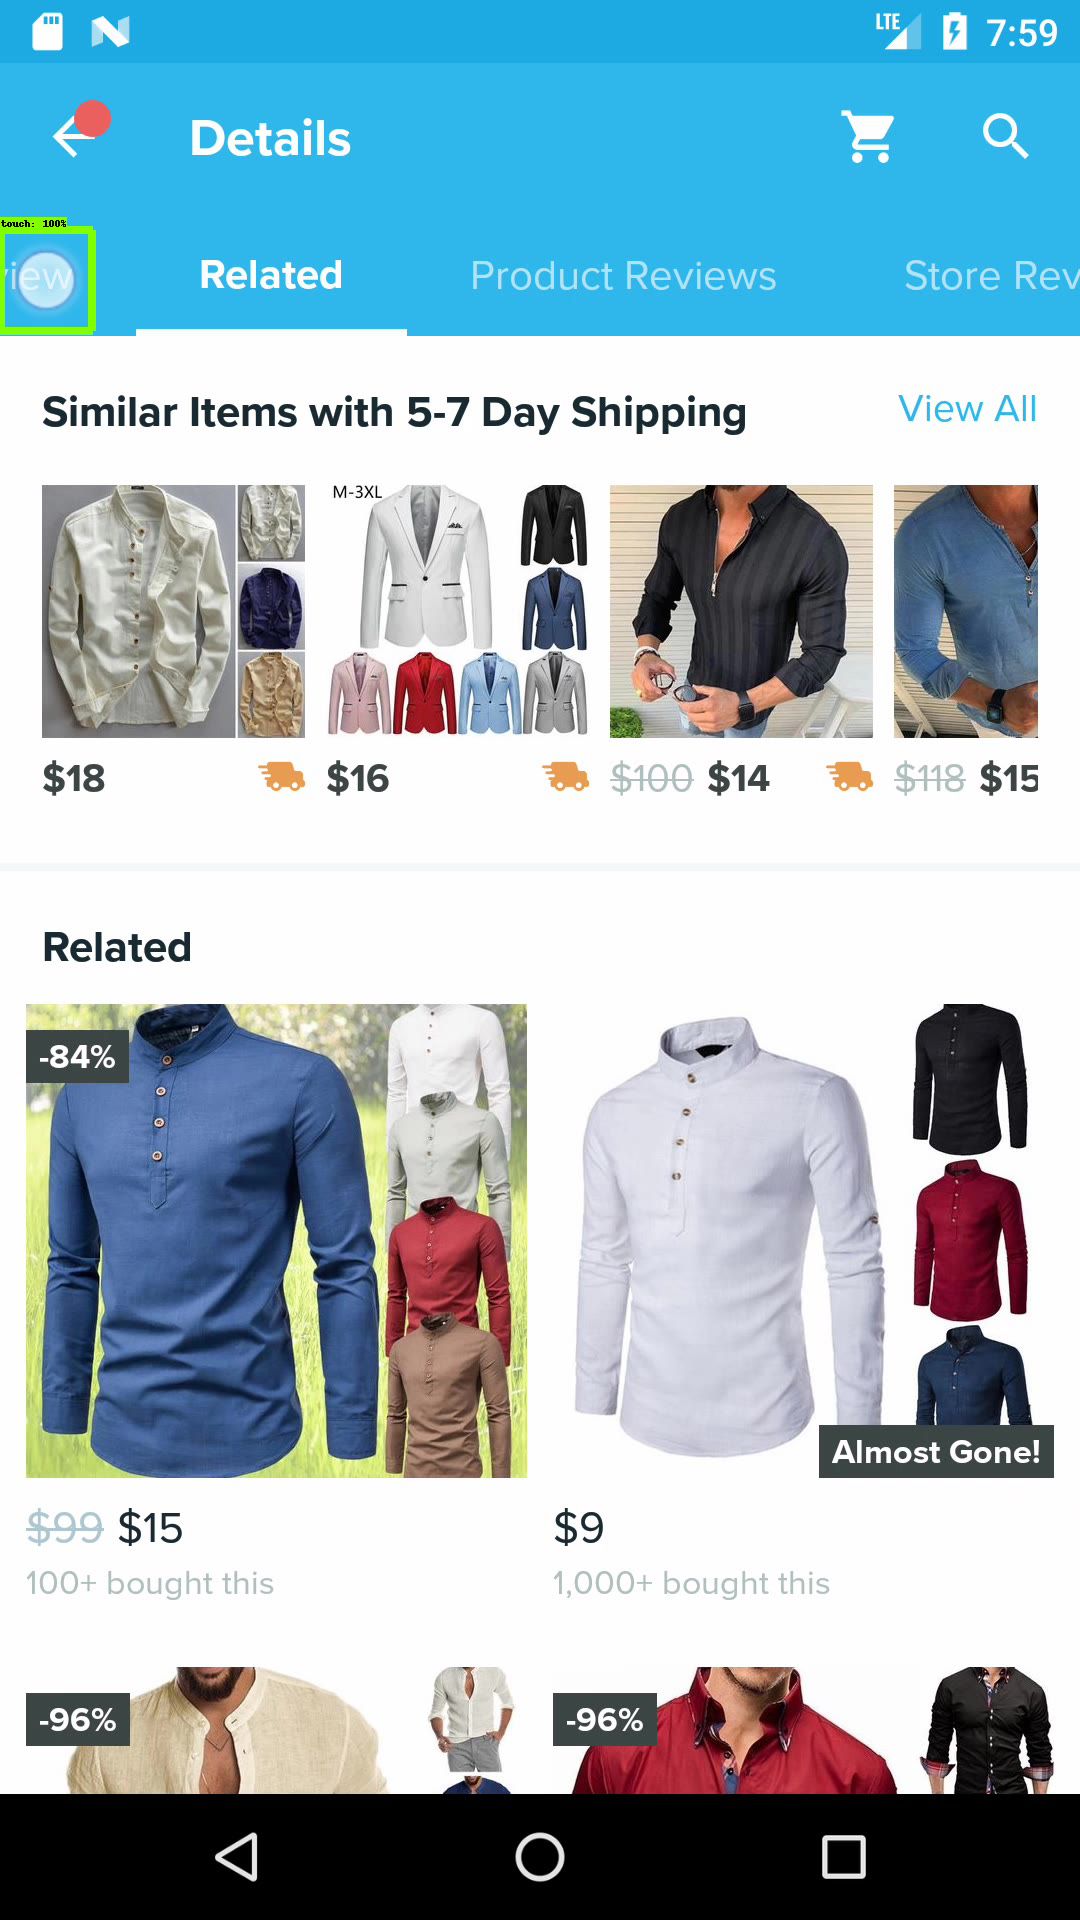 LTE 7:59
Details
touch: 100%
view Related Product Reviews Store Rev
Similar Items with 5-7 Day Shipping View All
M-3XL
$18 $16 $100 $14 $118 $15
Related
-84%
Almost Gone!
$99 $15 $9
100+ bought this 1,000+ bought this
-96% -96%